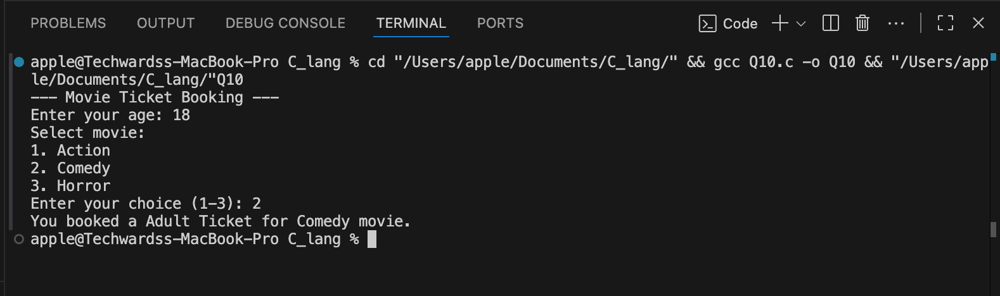 PROBLEMS OUTPUT DEBUG CONSOLE TERMINAL PORTS Code
apple@Techwardss-MacBook-Pro C_lang % cd "/Users/apple/Documents/C_lang/" && gcc Q10.c -o Q10 && "/Users/app
le/Documents/C_lang/"Q10
--- Movie Ticket Booking ---
Enter your age: 18
Select movie:
1. Action
2. Comedy
3. Horror
Enter your choice (1-3): 2
You booked a Adult Ticket for Comedy movie.
apple@Techwardss-MacBook-Pro C_lang %